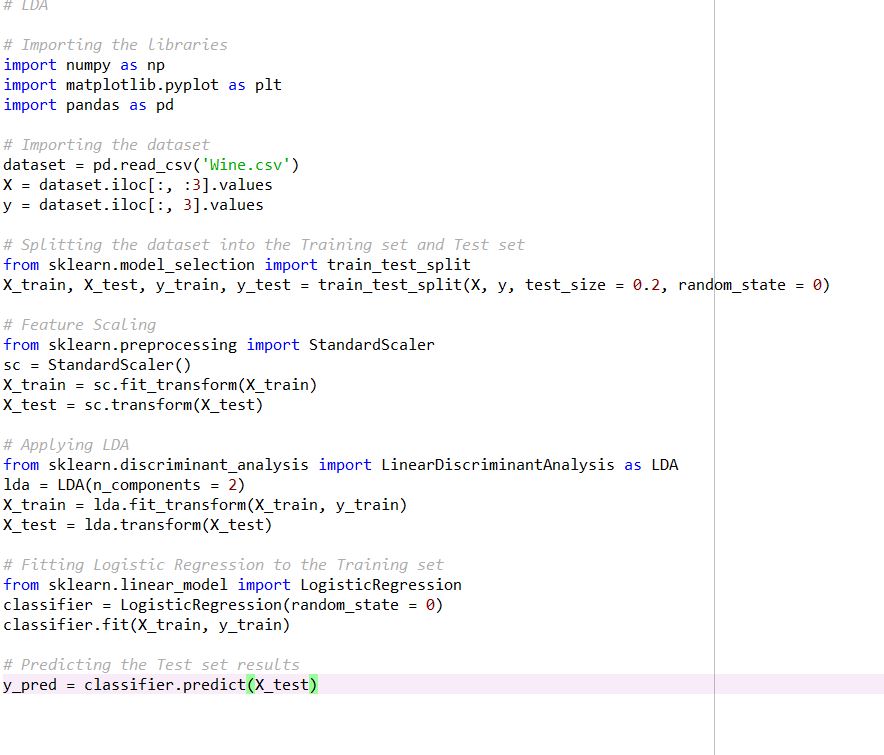 # LDA
# Importing the libraries
import numpy as np
import matplotlib.pyplot as plt
import pandas as pd
# Importing the dataset
dataset = pd.read_csv('Wine.csv')
X = dataset.iloc[:, :3].values
y = dataset.iloc[:, 3].values
# Splitting the dataset into the Training set and Test set
from sklearn.model_selection import train_test_split
X_train, X_test, y_train, y_test = train_test_split(X, y, test_size = 0.2, random_state = 0)
# Feature Scaling
from sklearn.preprocessing import StandardScaler
sc = StandardScaler()
X_train = sc.fit_transform(X_train)
X_test = sc.transform(X_test)
# Applying LDA
from sklearn.discriminant_analysis import LinearDiscriminantAnalysis as LDA
lda = LDA(n_components = 2)
X_train = lda.fit_transform(X_train, y_train)
X_test = lda.transform(X_test)
# Fitting Logistic Regression to the Training set
from sklearn.linear_model import LogisticRegression
classifier = LogisticRegression(random_state = 0)
classifier.fit(X_train, y_train)
# Predicting the Test set results
y_pred = classifier.predict(X_test)